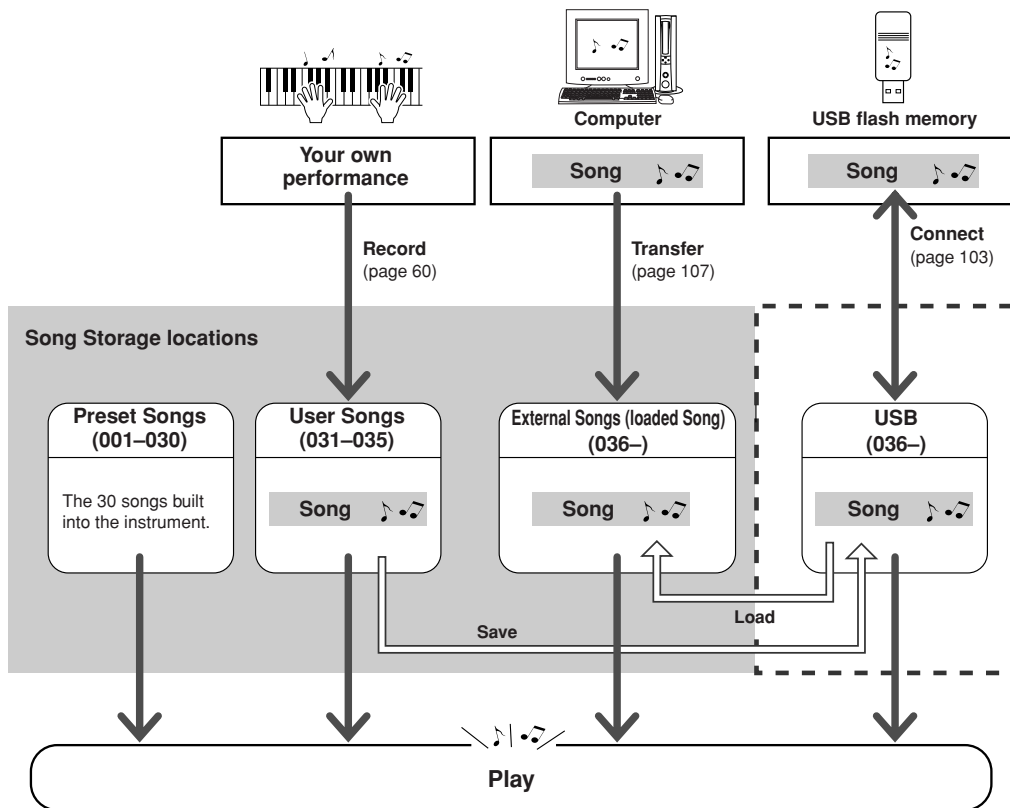 Computer
USB flash memory
Your own
performance
Song
Song
Record
(page 60)
Transfer
(page 107)
Connect
(page 103)
Song Storage locations
Preset Songs
(001–030)
The 30 songs built
into the instrument.
User Songs
(031–035)
Song
External Songs (loaded Song)
(036–)
Song
USB
(036–)
Song
Load
Save
Play